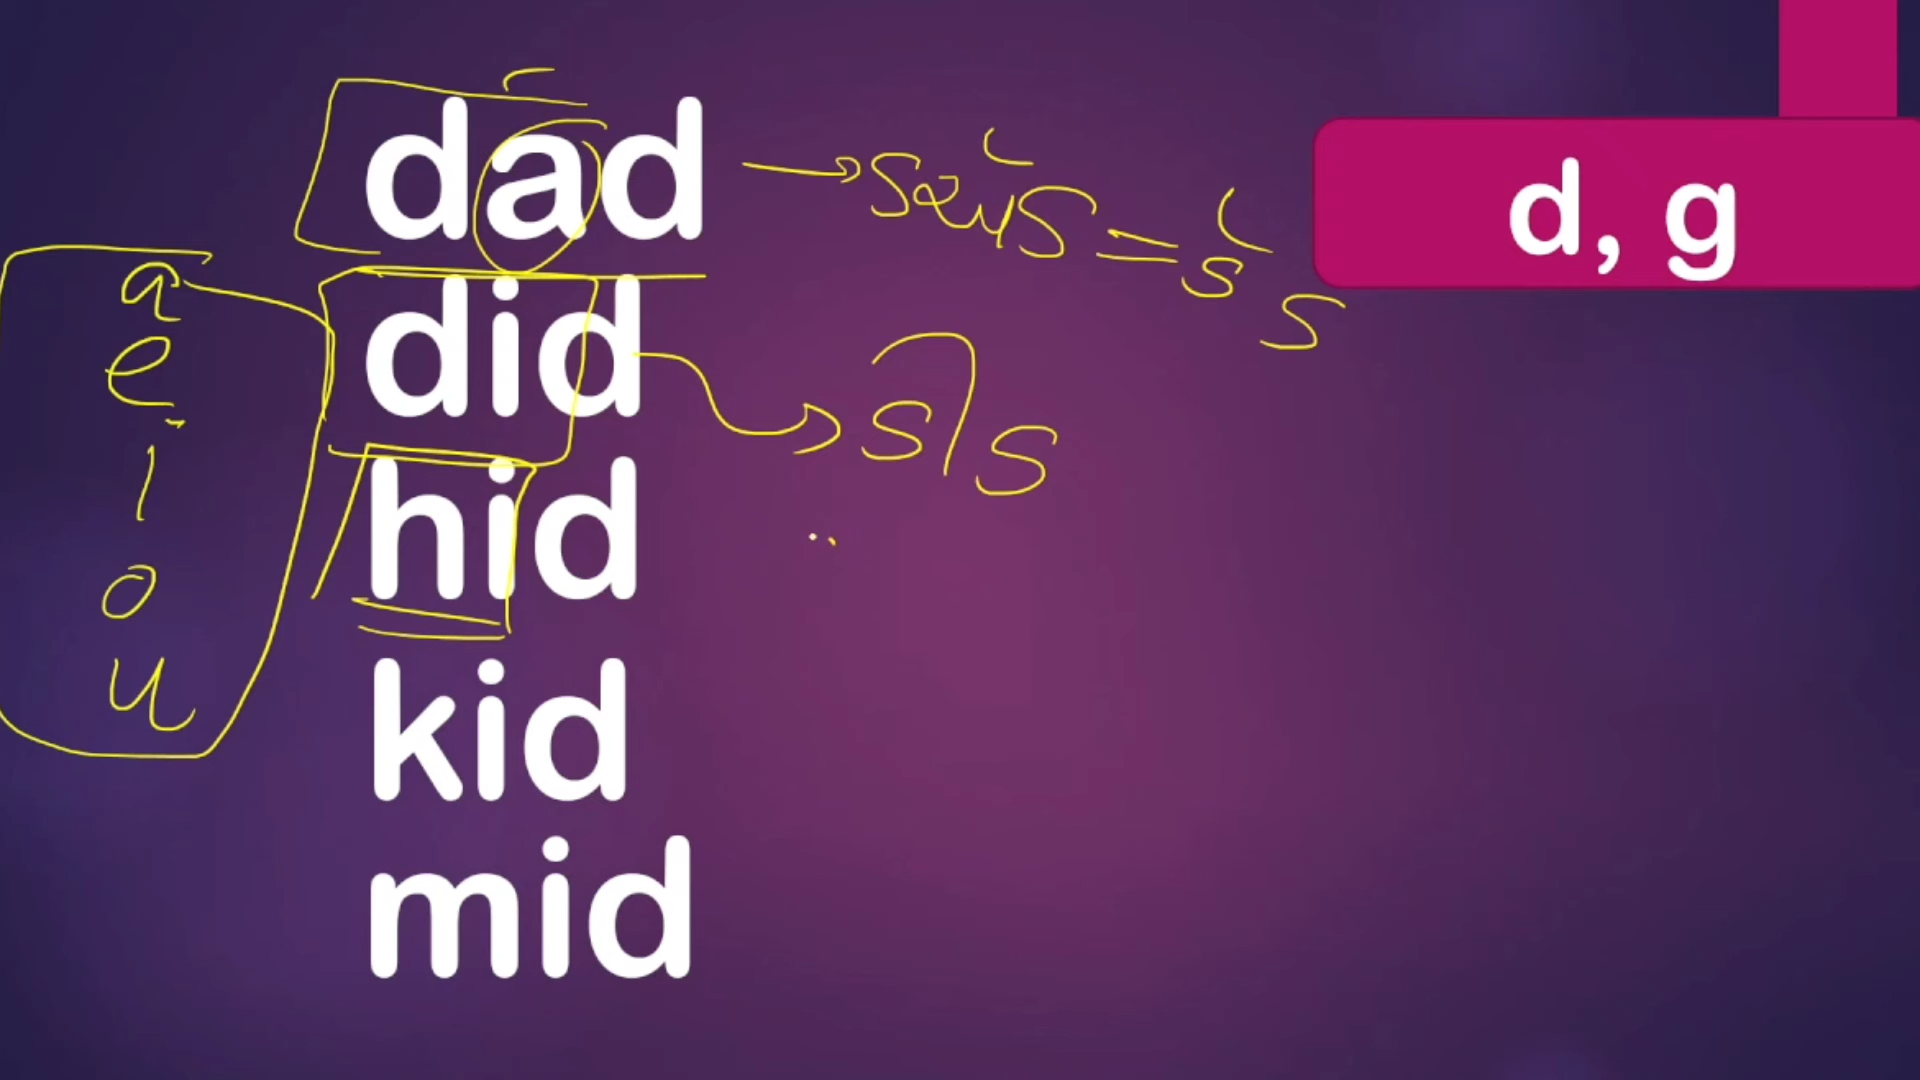 dad
did
hid
kid
mid
d, g
a
e
i
o
u
ડીડ